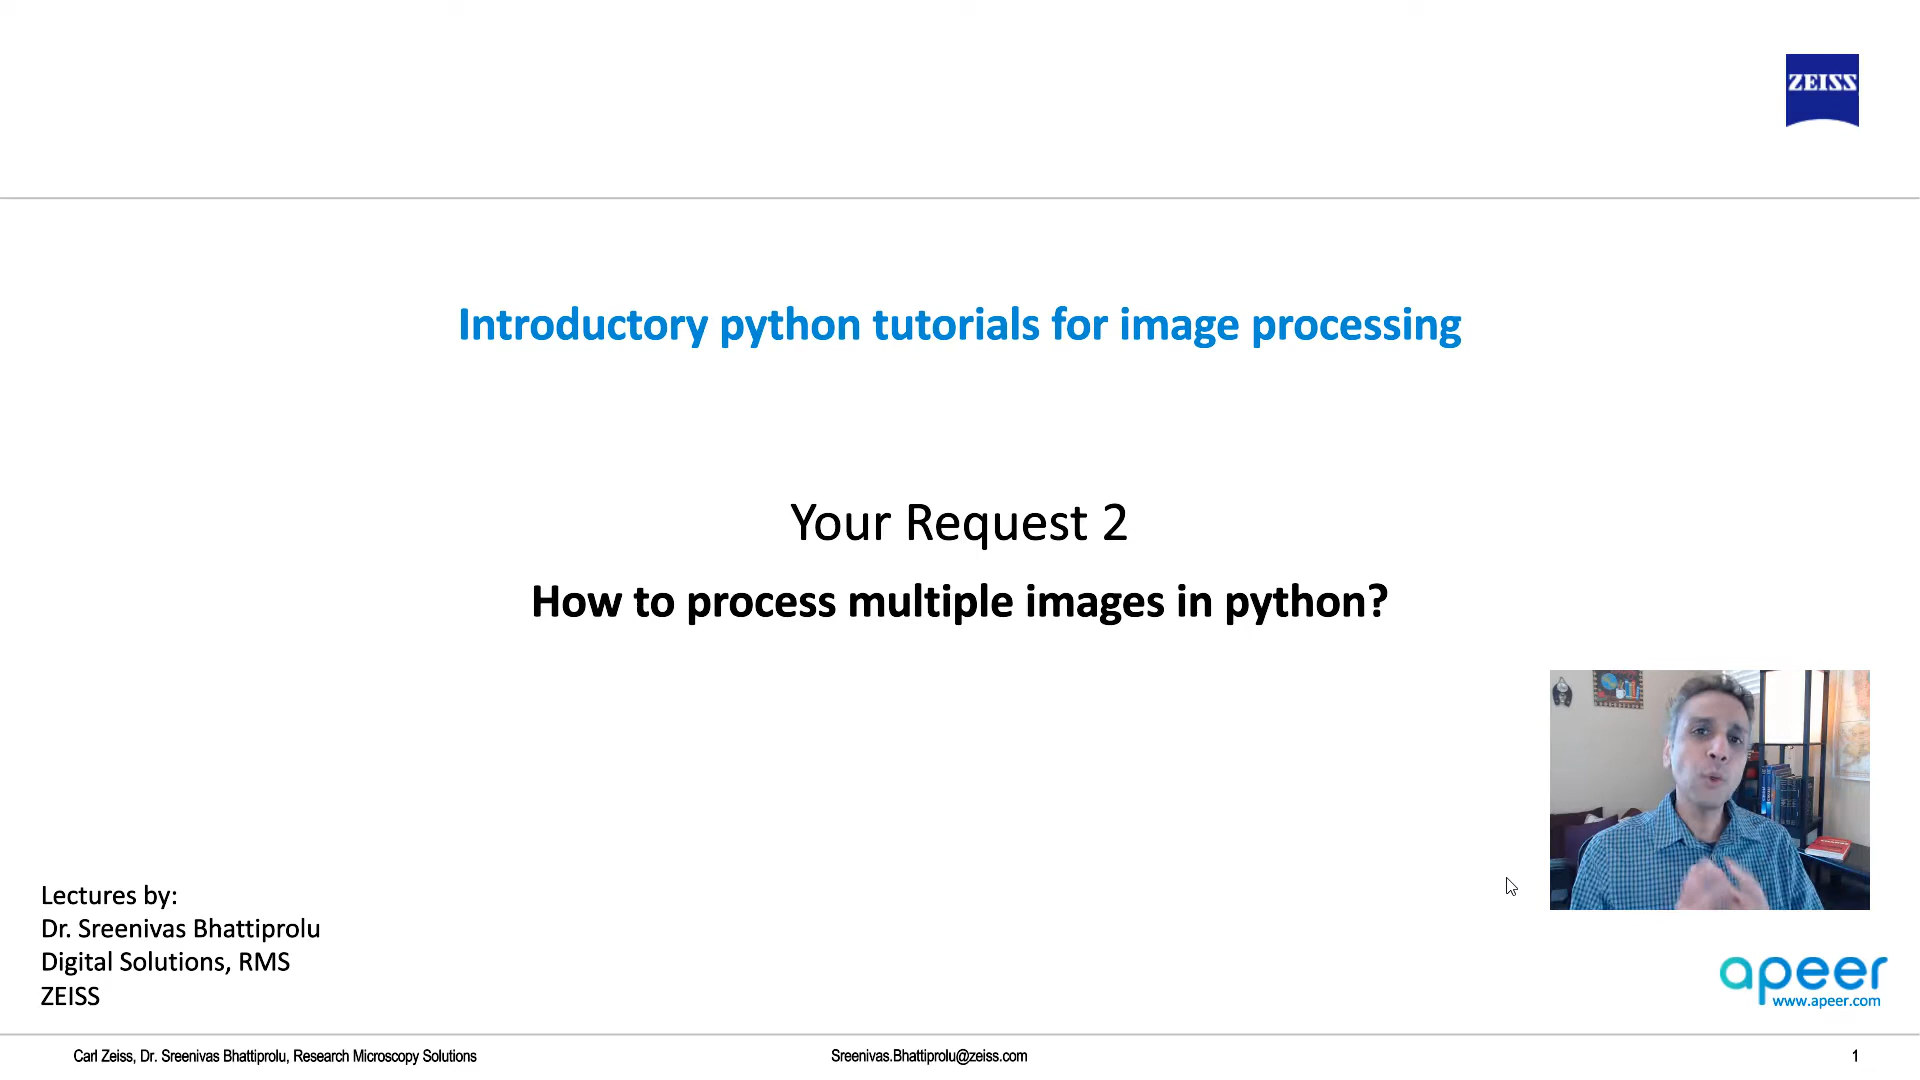 ZEISS
Introductory python tutorials for image processing
Your Request 2
How to process multiple images in python?
Lectures by:
Dr. Sreenivas Bhattiprolu
Digital Solutions, RMS
ZEISS
apeer
www.apeer.com
Carl Zeiss, Dr. Sreenivas Bhattiprolu, Research Microscopy Solutions
Sreenivas.Bhattiprolu@zeiss.com
1